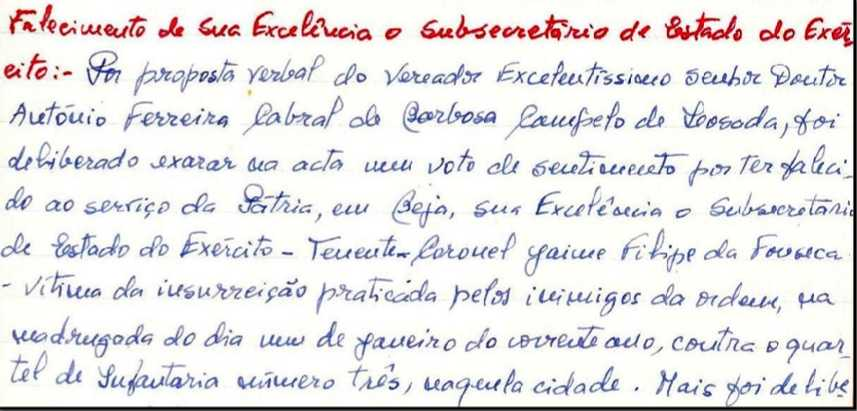 Falecimento de sua Excelência o Subsecretário de Estado do Exér
cito:- Por proposta verbal do Vereador Excelentíssimo Senhor Doutor
António Ferreira Cabral de Barbosa Campelo de Lousada, foi
deliberado exarar na acta um voto de sentimento por ter faleci-
do ao serviço da Pátria, em Beja, sua Excelência o Subsecretário
de Estado do Exército - Tenente-Coronel Jaime Filipe da Fonseca
- vítima da insurreição praticada pelos inimigos da ordem, na
madrugada do dia um de Janeiro do corrente ano, contra o quar-
tel de Infantaria número três, naquela cidade. Mais foi delibe